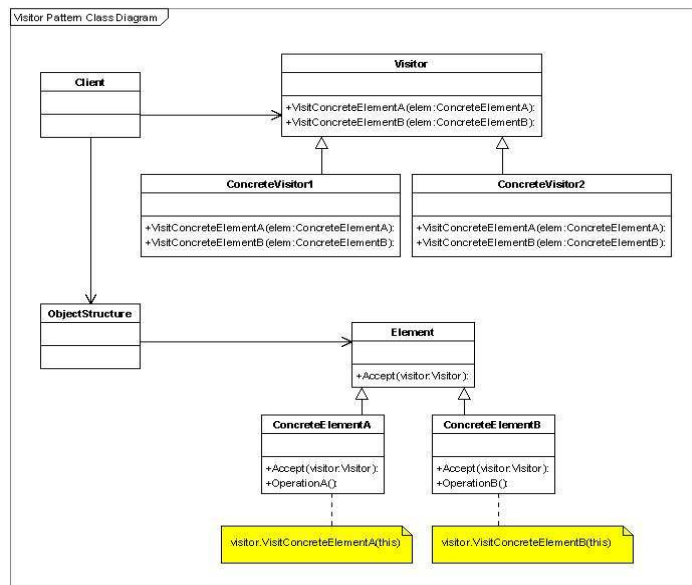 Visitor Pattern Class Diagram
Visitor
Client
+VisitConcreteElementA(elem:ConcreteElementA):
+VisitConcreteElementB(elem:ConcreteElementB):
ConcreteVisitor1
ConcreteVisitor2
+VisitConcreteElementA(elem:ConcreteElementA):
+VisitConcreteElementB(elem:ConcreteElementB):
+VisitConcreteElementA(elem:ConcreteElementA):
+VisitConcreteElementB(elem:ConcreteElementB):
ObjectStructure
Element
+Accept(visitor:Visitor):
ConcreteElementA
ConcreteElementB
+Accept(visitor:Visitor):
+OperationA():
+Accept(visitor:Visitor):
+OperationB():
visitor.VisitConcreteElementA(this)
visitor.VisitConcreteElementB(this)